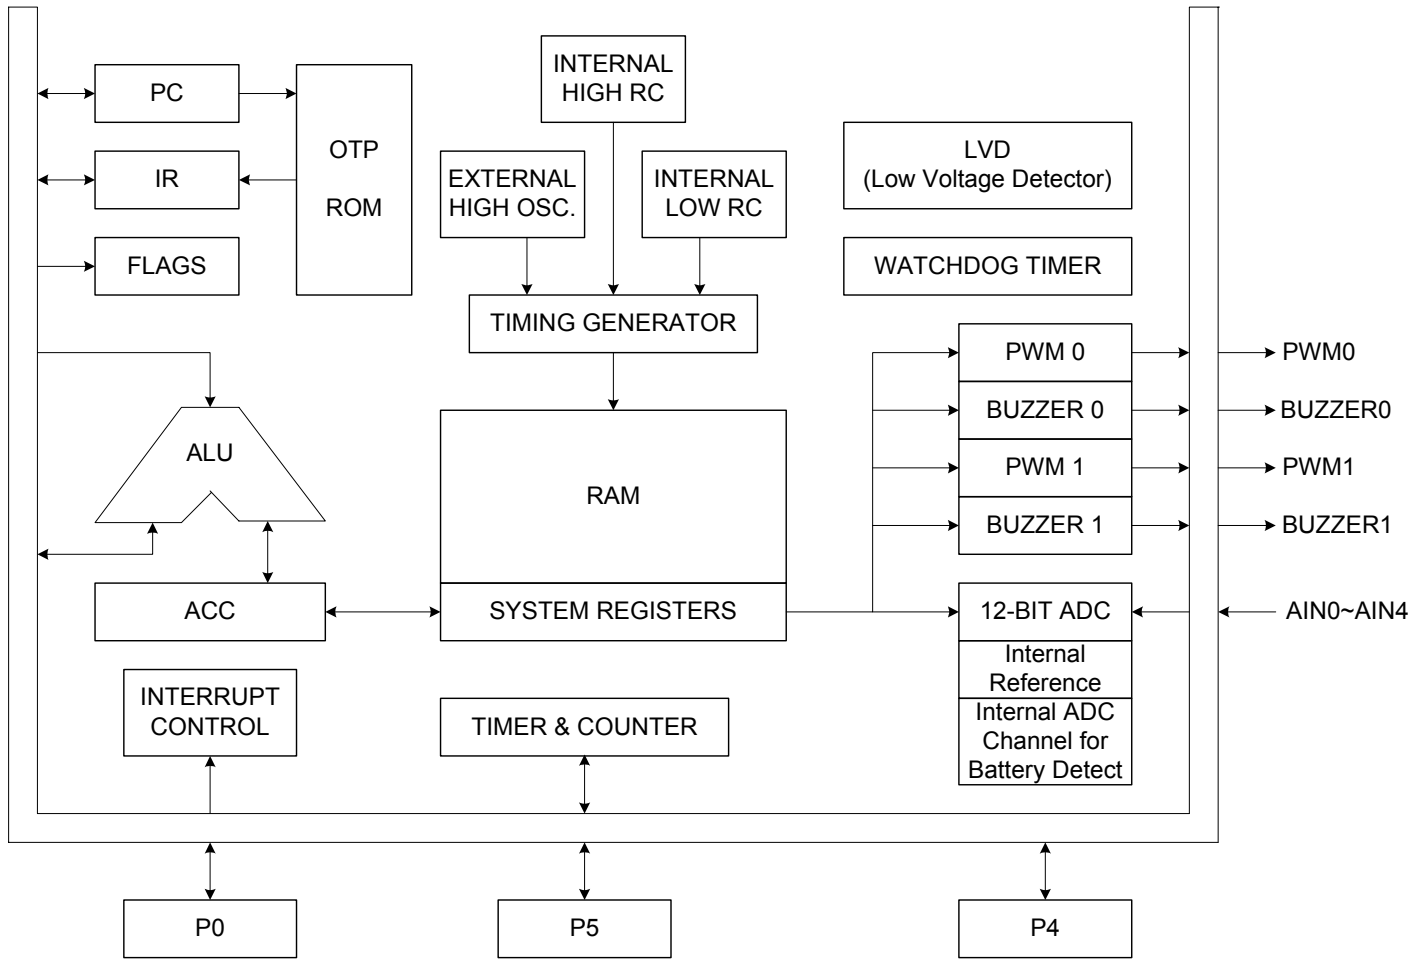 PC
IR
FLAGS
OTP
ROM
INTERNAL
HIGH RC
EXTERNAL
HIGH OSC.
INTERNAL
LOW RC
TIMING GENERATOR
LVD
(Low Voltage Detector)
WATCHDOG TIMER
ALU
ACC
RAM
SYSTEM REGISTERS
PWM 0
BUZZER 0
PWM 1
BUZZER 1
PWM0
BUZZER0
PWM1
BUZZER1
12-BIT ADC
AIN0~AIN4
Internal
Reference
Internal ADC
Channel for
Battery Detect
INTERRUPT
CONTROL
TIMER & COUNTER
P0
P5
P4